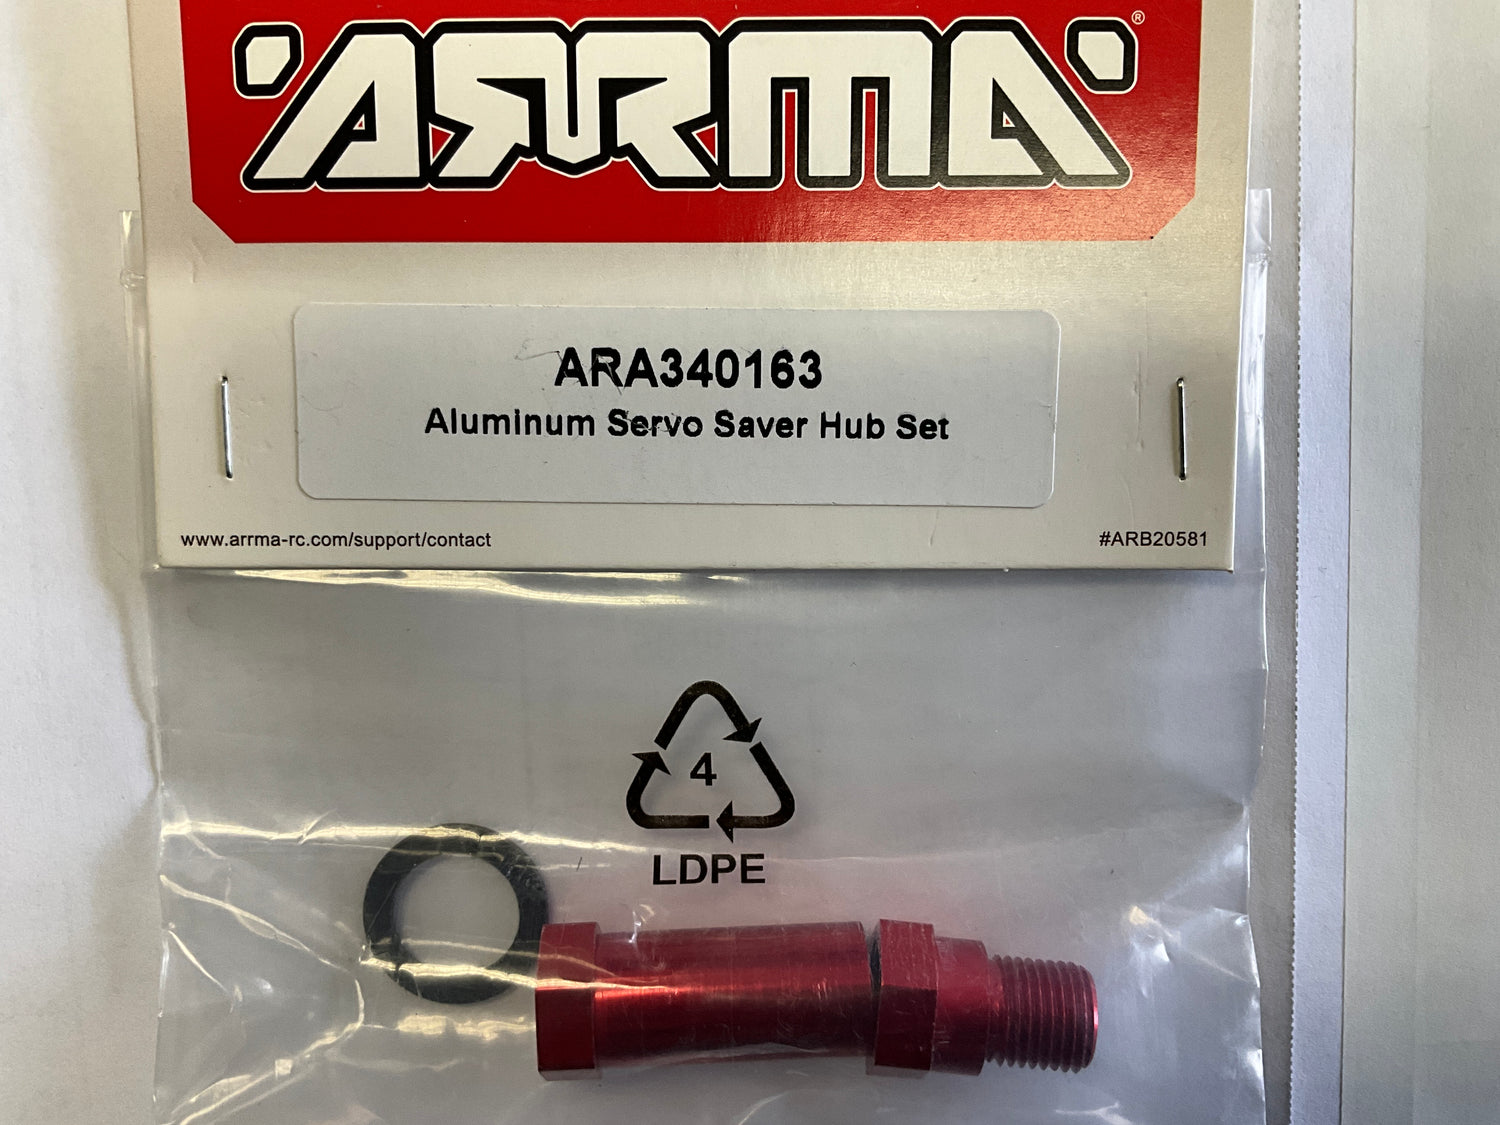 ARRMA®
ARA340163
Aluminum Servo Saver Hub Set
www.arrma-rc.com/support/contact
#ARB20581
4
LDPE